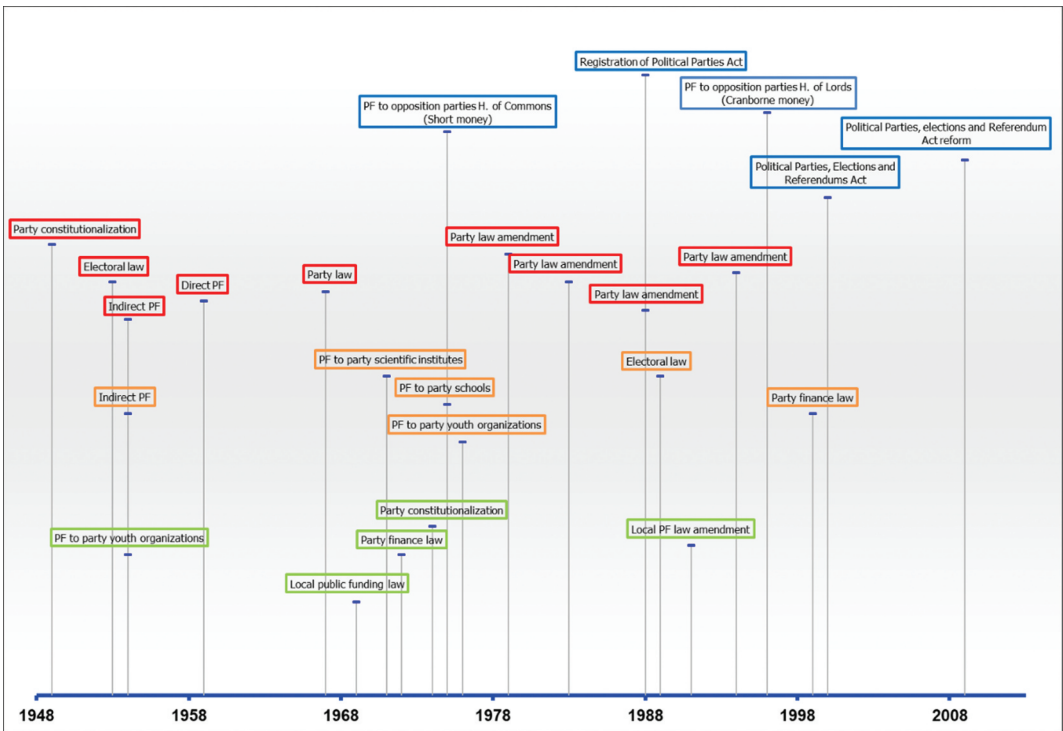 Registration of Political Parties Act
PF to opposition parties H. of Lords
(Cranborne money)
PF to opposition parties H. of Commons
(Short money)
Political Parties, elections and Referendum
Act reform
Political Parties, Elections and
Referendums Act
Party constitutionalization
Party law amendment
Electoral law
Party law
Direct PF
Party law amendment
Party law amendment
Indirect PF
Party law amendment
PF to party scientific institutes
Electoral law
PF to party schools
Indirect PF
Party finance law
PF to party youth organizations
Party constitutionalization
PF to party youth organizations
Party finance law
Local PF law amendment
Local public funding law
1948
1958
1968
1978
1988
1998
2008